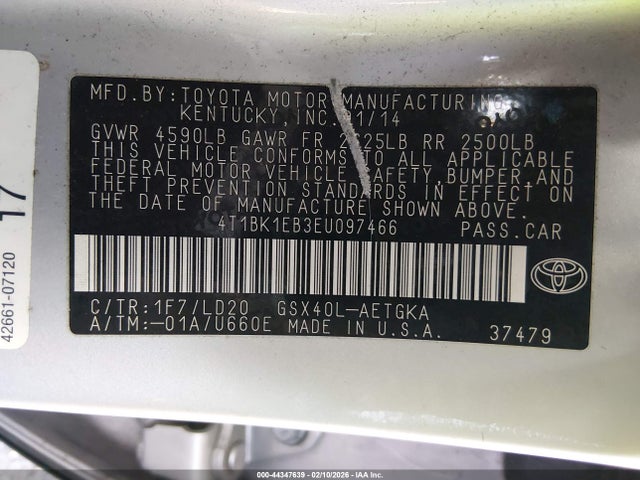 MFD.BY:TOYOTA MOTOR MANUFACTURING
KENTUCKY, INC. 1/14
GVWR 4590LB GAWR FR LB RR 2500LB
THIS VEHICLE CONFORMS TO ALL APPLICABLE
FEDERAL MOTOR VEHICLE SAFETY, BUMPER, AND
THEFT PREVENTION STANDARDS IN EFFECT ON
THE DATE OF MANUFACTURE SHOWN ABOVE.
4T1BK1EB3EU097466 PASS.CAR
C/TR:1F7/LD20 GSX40L-AETGKA
A/TM:-01A/U660E MADE IN U.S.A. 37479
17
42661-07120
000-44347639 - 02/10/2026 - IAA Inc.